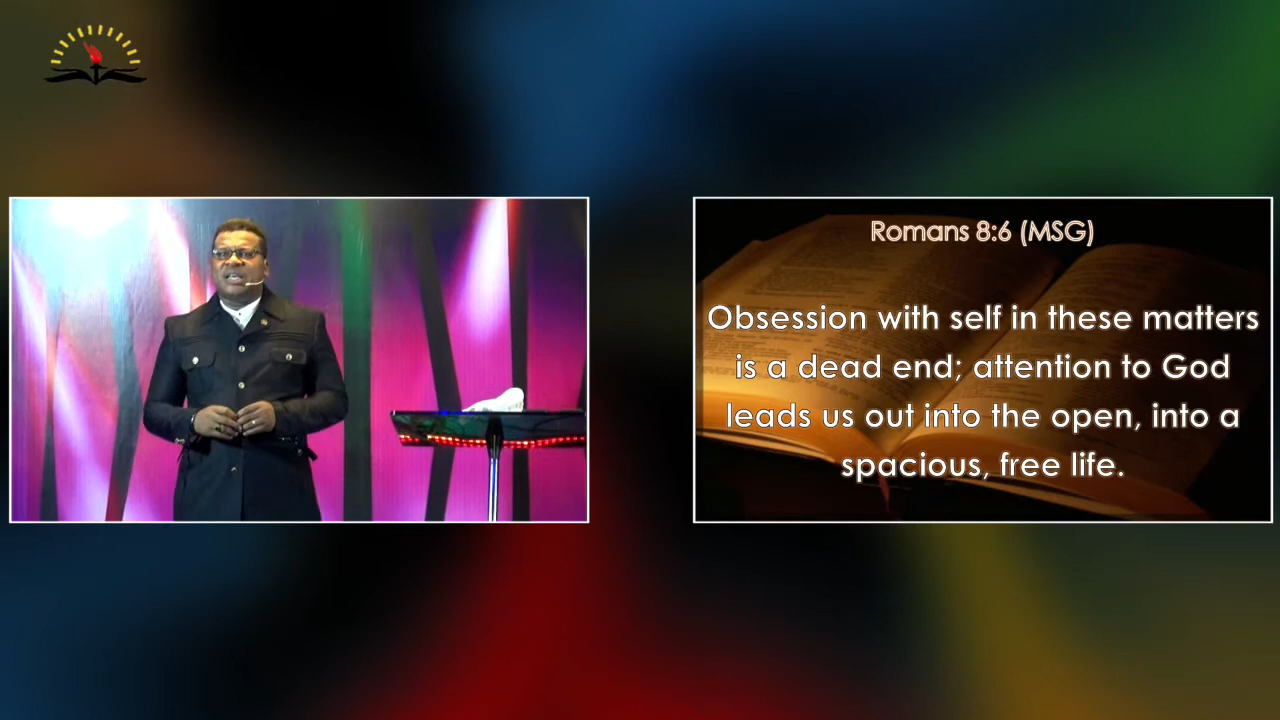 Romans 8:6 (MSG)
Obsession with self in these matters
is a dead end; attention to God
leads us out into the open, into a
spacious, free life.